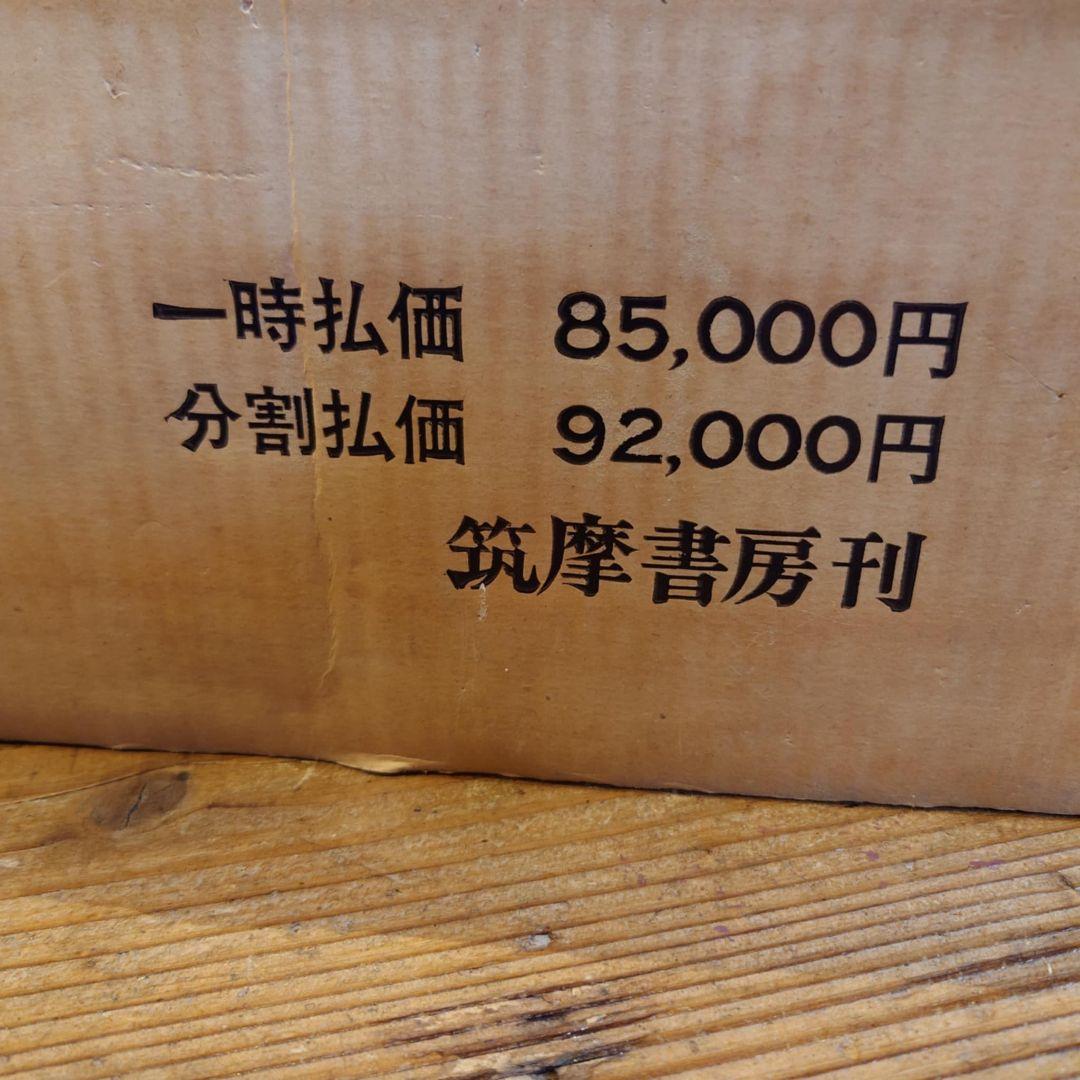 一時払価 85,000円
分割払価 92,000円
筑摩書房刊